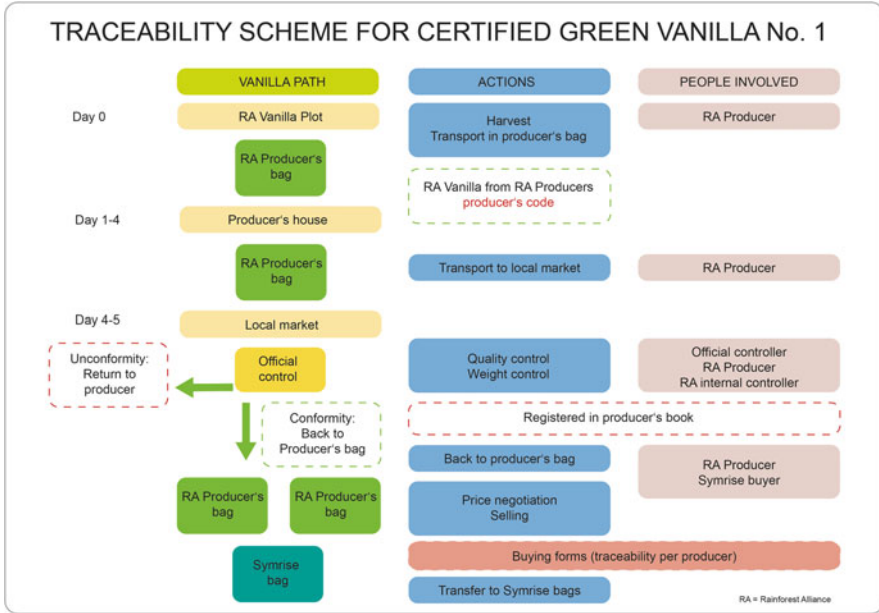 TRACEABILITY SCHEME FOR CERTIFIED GREEN VANILLA No. 1
VANILLA PATH
ACTIONS
PEOPLE INVOLVED
Day 0
RA Vanilla Plot
Harvest
Transport in producer's bag
RA Producer
RA Producer's
bag
RA Vanilla from RA Producers
producer's code
Day 1-4
Producer's house
RA Producer's
bag
Transport to local market
RA Producer
Day 4-5
Local market
Unconformity:
Return to
producer
Official
control
Quality control
Weight control
Official controller
RA Producer
RA internal controller
Conformity:
Back to
Producer's bag
Registered in producer's book
Back to producer's bag
RA Producer
Symrise buyer
RA Producer's
bag
RA Producer's
bag
Price negotiation
Selling
Symrise
bag
Buying forms (traceability per producer)
Transfer to Symrise bags
RA = Rainforest Alliance